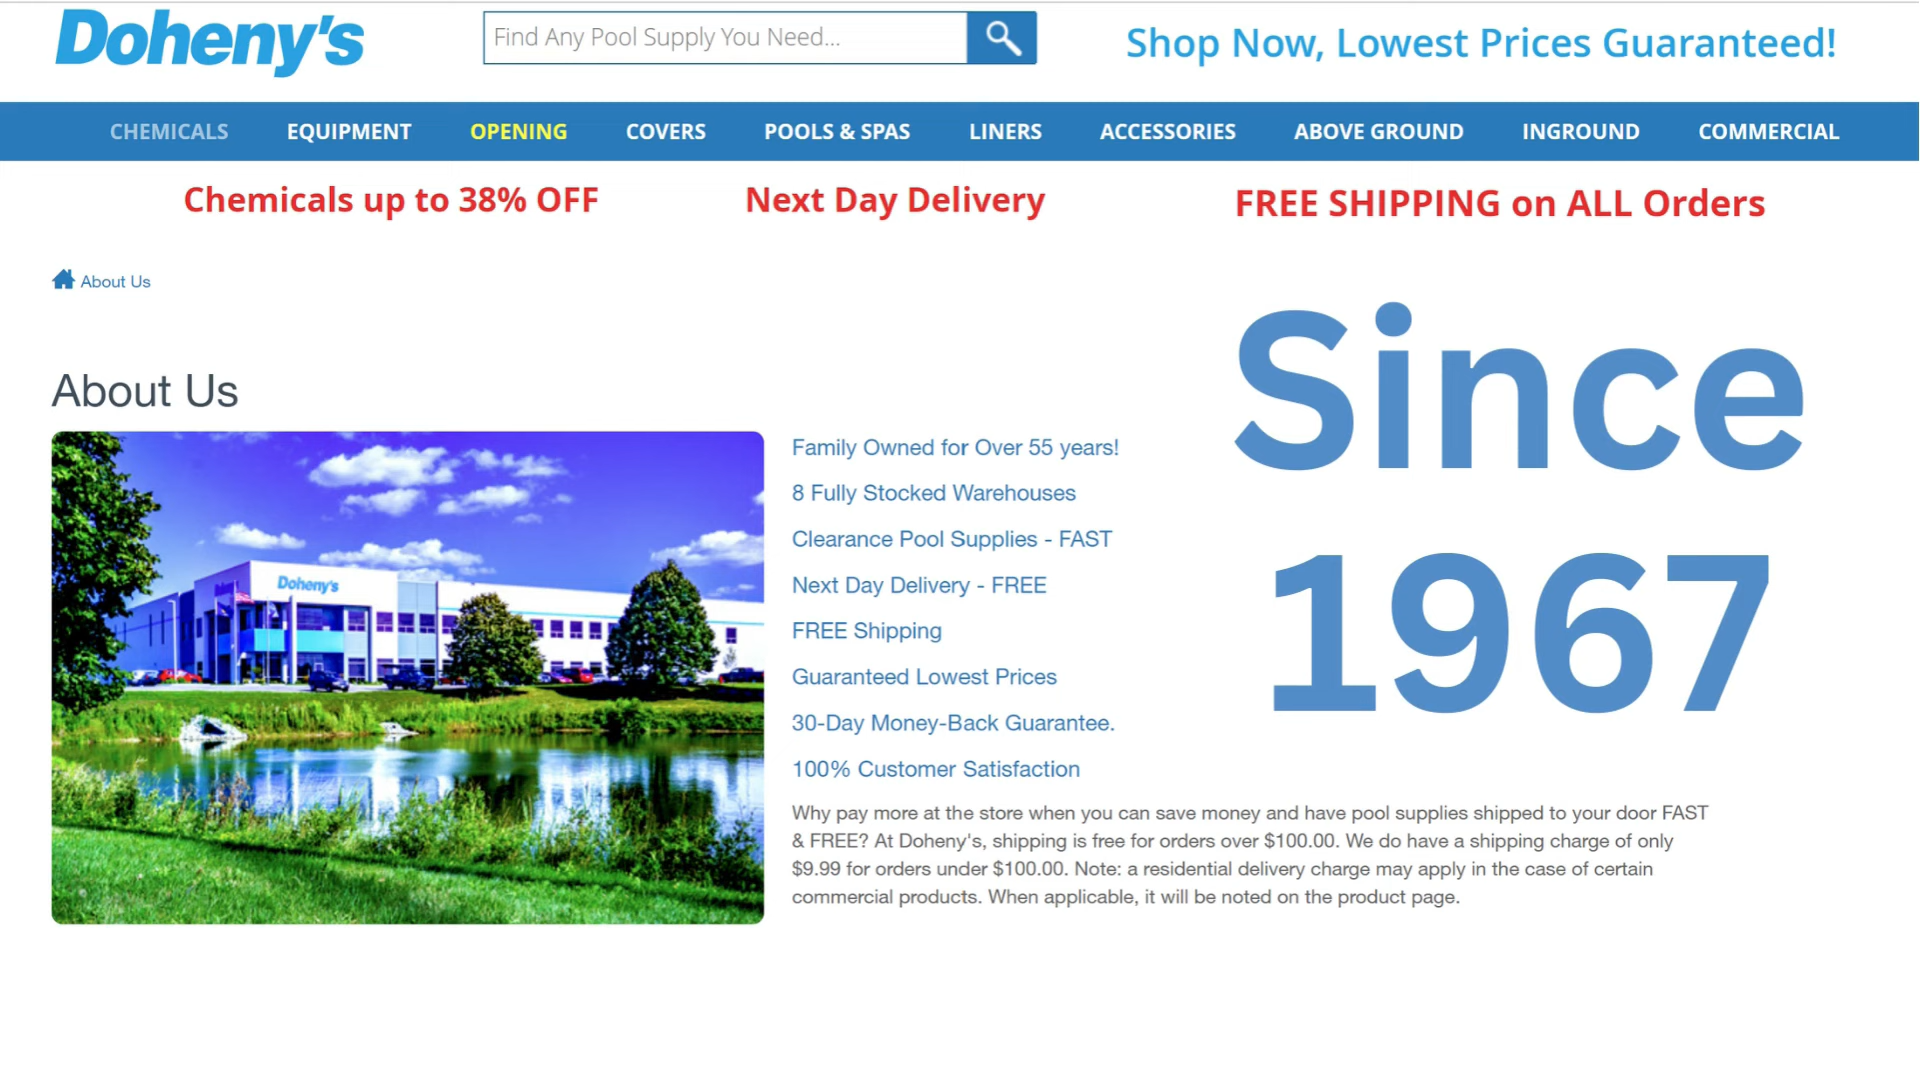 Doheny's
Find Any Pool Supply You Need...
Shop Now, Lowest Prices Guaranteed!
CHEMICALS EQUIPMENT OPENING COVERS POOLS & SPAS LINERS ACCESSORIES ABOVE GROUND INGROUND COMMERCIAL
Chemicals up to 38% OFF
Next Day Delivery
FREE SHIPPING on ALL Orders
About Us
About Us
Doheny's
Family Owned for Over 55 years!
8 Fully Stocked Warehouses
Clearance Pool Supplies - FAST
Next Day Delivery - FREE
FREE Shipping
Guaranteed Lowest Prices
30-Day Money-Back Guarantee.
100% Customer Satisfaction
Since
1967
Why pay more at the store when you can save money and have pool supplies shipped to your door FAST
& FREE? At Doheny's, shipping is free for orders over $100.00. We do have a shipping charge of only
$9.99 for orders under $100.00. Note: a residential delivery charge may apply in the case of certain
commercial products. When applicable, it will be noted on the product page.